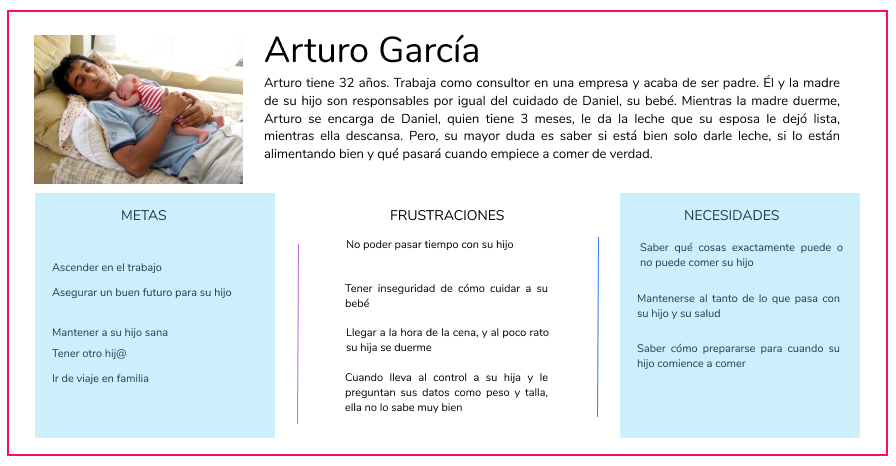 Arturo García
Arturo tiene 32 años. Trabaja como consultor en una empresa y acaba de ser padre. Él y la madre
de su hijo son responsables por igual del cuidado de Daniel, su bebé. Mientras la madre duerme,
Arturo se encarga de Daniel, quien tiene 3 meses, le da la leche que su esposa le dejó lista,
mientras ella descansa. Pero, su mayor duda es saber si está bien solo darle leche, si lo están
alimentando bien y qué pasará cuando empiece a comer de verdad.
METAS
Ascender en el trabajo
Asegurar un buen futuro para su hijo
Mantener a su hijo sana
Tener otro hij@
Ir de viaje en familia
FRUSTRACIONES
No poder pasar tiempo con su hijo
Tener inseguridad de cómo cuidar a su
bebé
Llegar a la hora de la cena, y al poco rato
su hija se duerme
Cuando lleva al control a su hija y le
preguntan sus datos como peso y talla,
ella no lo sabe muy bien
NECESIDADES
Saber qué cosas exactamente puede o
no puede comer su hijo
Mantenerse al tanto de lo que pasa con
su hijo y su salud
Saber cómo prepararse para cuando su
hijo comience a comer